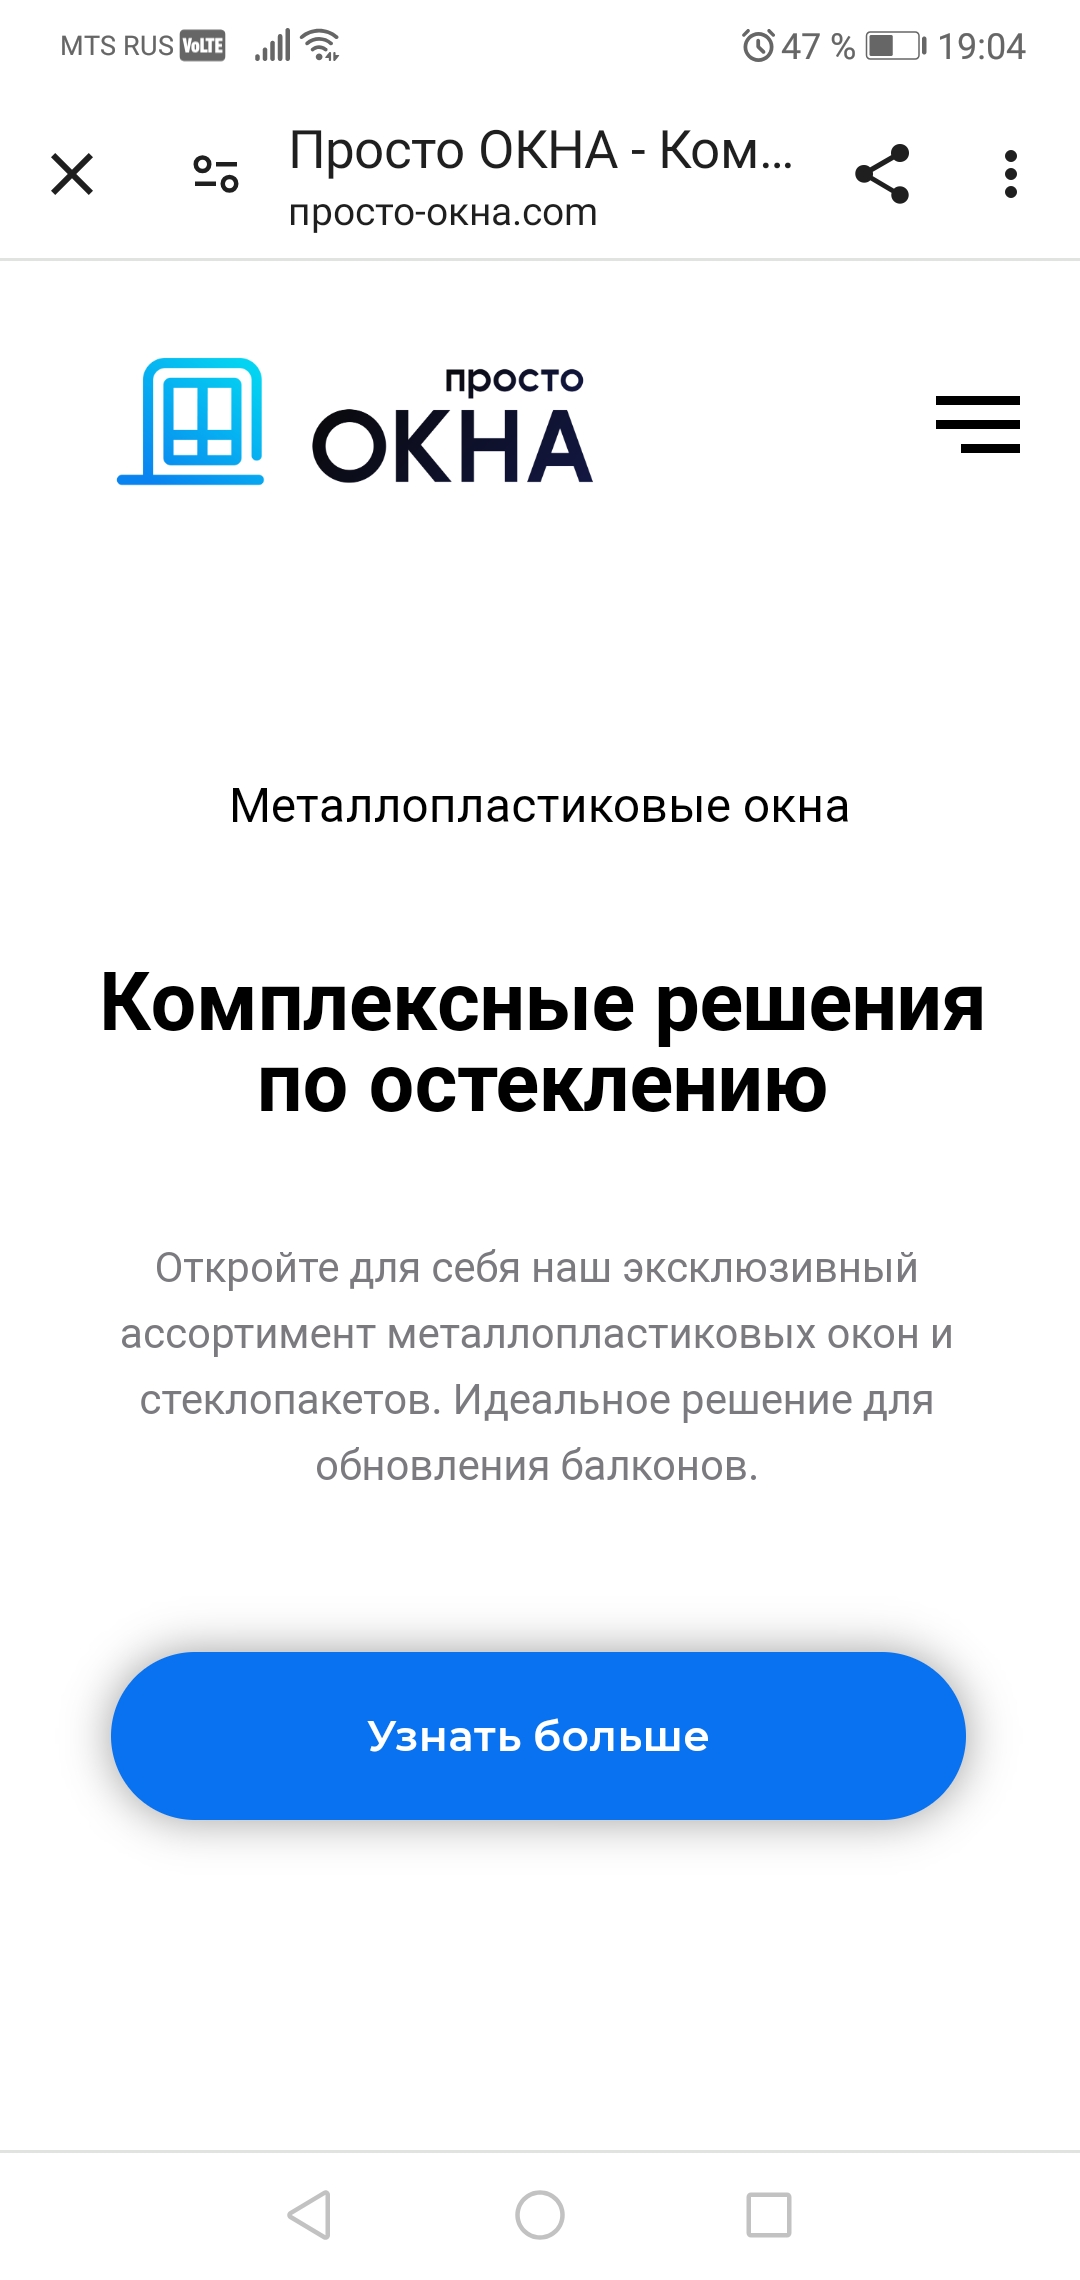 MTS RUS VoLTE 47 % 19:04
Просто ОКНА - Ком...
просто-окна.com
просто
ОКНА
Металлопластиковые окна
Комплексные решения
по остеклению
Откройте для себя наш эксклюзивный
ассортимент металлопластиковых окон и
стеклопакетов. Идеальное решение для
обновления балконов.
Узнать больше